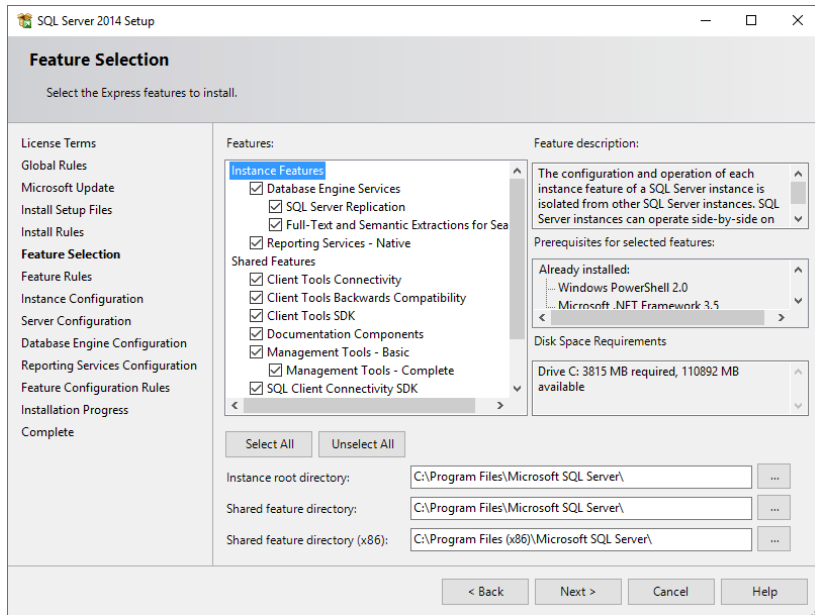 SQL Server 2014 Setup
Feature Selection
Select the Express features to install.
License Terms
Global Rules
Microsoft Update
Install Setup Files
Install Rules
Feature Selection
Feature Rules
Instance Configuration
Server Configuration
Database Engine Configuration
Reporting Services Configuration
Feature Configuration Rules
Installation Progress
Complete
Features:
Instance Features
Database Engine Services
SQL Server Replication
Full-Text and Semantic Extractions for Sea
Reporting Services - Native
Shared Features
Client Tools Connectivity
Client Tools Backwards Compatibility
Client Tools SDK
Documentation Components
Management Tools - Basic
Management Tools - Complete
SQL Client Connectivity SDK
Feature description:
The configuration and operation of each
instance feature of a SQL Server instance is
isolated from other SQL Server instances. SQL
Server instances can operate side-by-side on
Prerequisites for selected features:
Already installed:
Windows PowerShell 2.0
Microsoft .NET Framework 3.5
Disk Space Requirements
Drive C: 3815 MB required, 110892 MB
available
Select All
Unselect All
Instance root directory:
C:\Program Files\Microsoft SQL Server\
...
Shared feature directory:
C:\Program Files\Microsoft SQL Server\
...
Shared feature directory (x86):
C:\Program Files (x86)\Microsoft SQL Server\
...
< Back
Next >
Cancel
Help